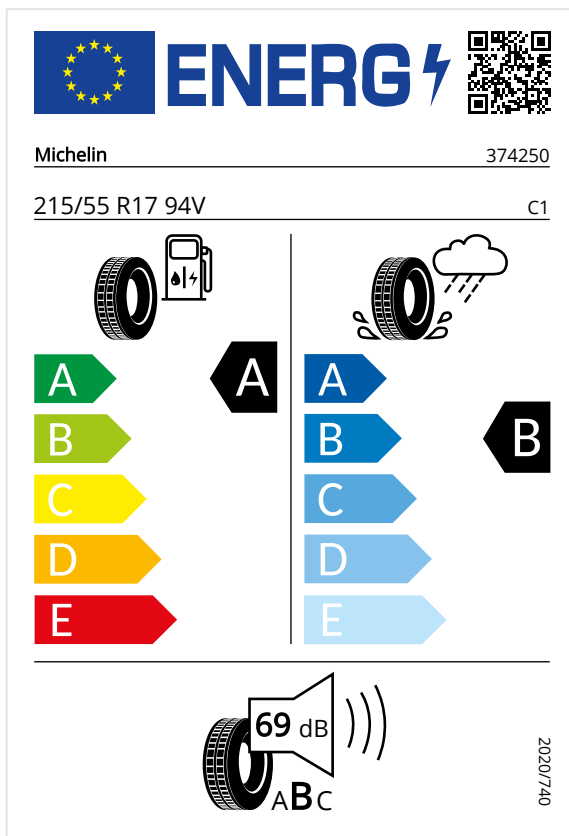 ENERG
Michelin 374250
215/55 R17 94V C1
A A
B
C
D
E
A
B B
C
D
E
69 dB
ABC
2020/740